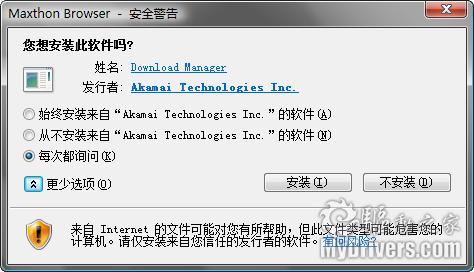 Maxthon Browser - 安全警告
您想安装此软件吗?
姓名: Download Manager
发行者: Akamai Technologies Inc.
始终安装来自“Akamai Technologies Inc.”的软件(A)
从不安装来自“Akamai Technologies Inc.”的软件(N)
每次都询问(K)
更少选项(O)
安装(I)
不安装(D)
来自 Internet 的文件可能对您有所帮助，但此文件类型可能危害您的
计算机。请仅安装来自您信任的发行者的软件。有何风险?
驱动之家
MyDrivers.com